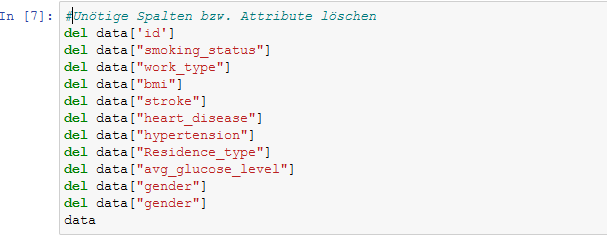 In [7]: #Unötige Spalten bzw. Attribute löschen
del data['id']
del data["smoking_status"]
del data["work_type"]
del data["bmi"]
del data["stroke"]
del data["heart_disease"]
del data["hypertension"]
del data["Residence_type"]
del data["avg_glucose_level"]
del data["gender"]
del data["gender"]
data